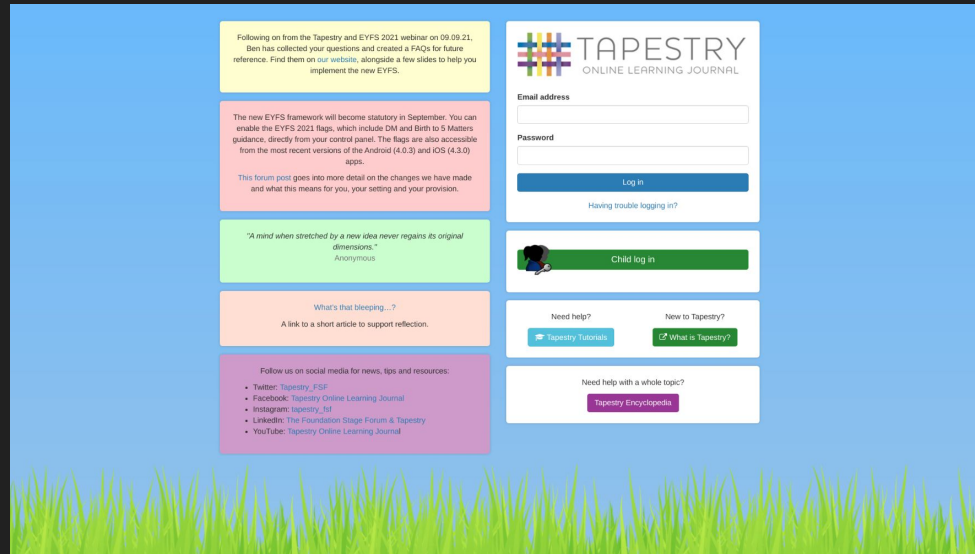 Following on from the Tapestry and EYFS 2021 webinar on 09.09.21,
Ben has collected your questions and created a FAQs for future
reference. Find them on our website, alongside a few slides to help you
implement the new EYFS.
The new EYFS framework will become statutory in September. You can
enable the EYFS 2021 flags, which include DM and Birth to 5 Matters
guidance, directly from your control panel. The flags are also accessible
from the most recent versions of the Android (4.0.3) and iOS (4.3.0)
apps.
This forum post goes into more detail on the changes we have made
and what this means for you, your setting and your provision.
"A mind when stretched by a new idea never regains its original
dimensions."
Anonymous
What's that bleeping…?
A link to a short article to support reflection.
Follow us on social media for news, tips and resources:
• Twitter: Tapestry_FSF
• Facebook: Tapestry Online Learning Journal
• Instagram: tapestry_fsf
• LinkedIn: The Foundation Stage Forum & Tapestry
• YouTube: Tapestry Online Learning Journal
TAPESTRY
ONLINE LEARNING JOURNAL
Email address
Password
Log in
Having trouble logging in?
Child log in
Need help?
Tapestry Tutorials
New to Tapestry?
What is Tapestry?
Need help with a whole topic?
Tapestry Encyclopedia